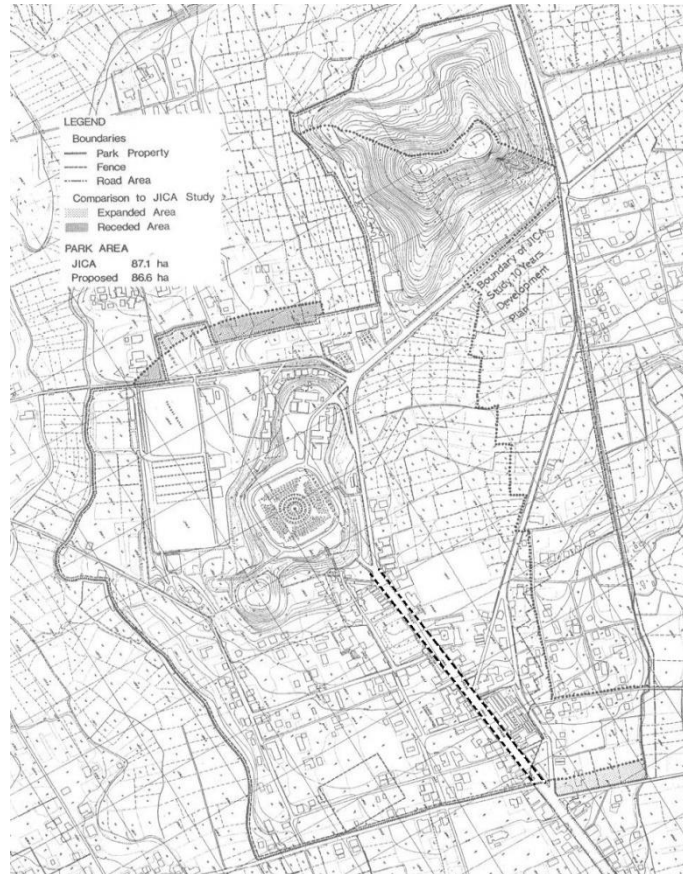 LEGEND
Boundaries
Park Property
Fence
Road Area
Comparison to JICA Study
Expanded Area
Receded Area
PARK AREA
JICA 87.1 ha
Proposed 86.6 ha
Boundary of JICA
Study 10 Years
Development
Plan